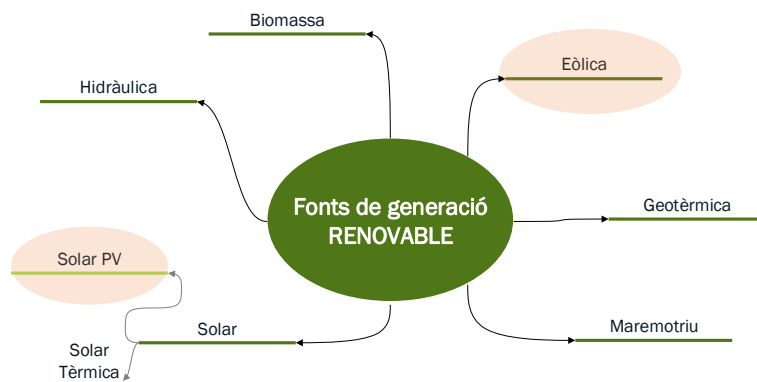 Biomassa
Eòlica
Hidràulica
Fonts de generació
RENOVABLE
Geotèrmica
Solar PV
Solar
Maremotriu
Solar
Tèrmica